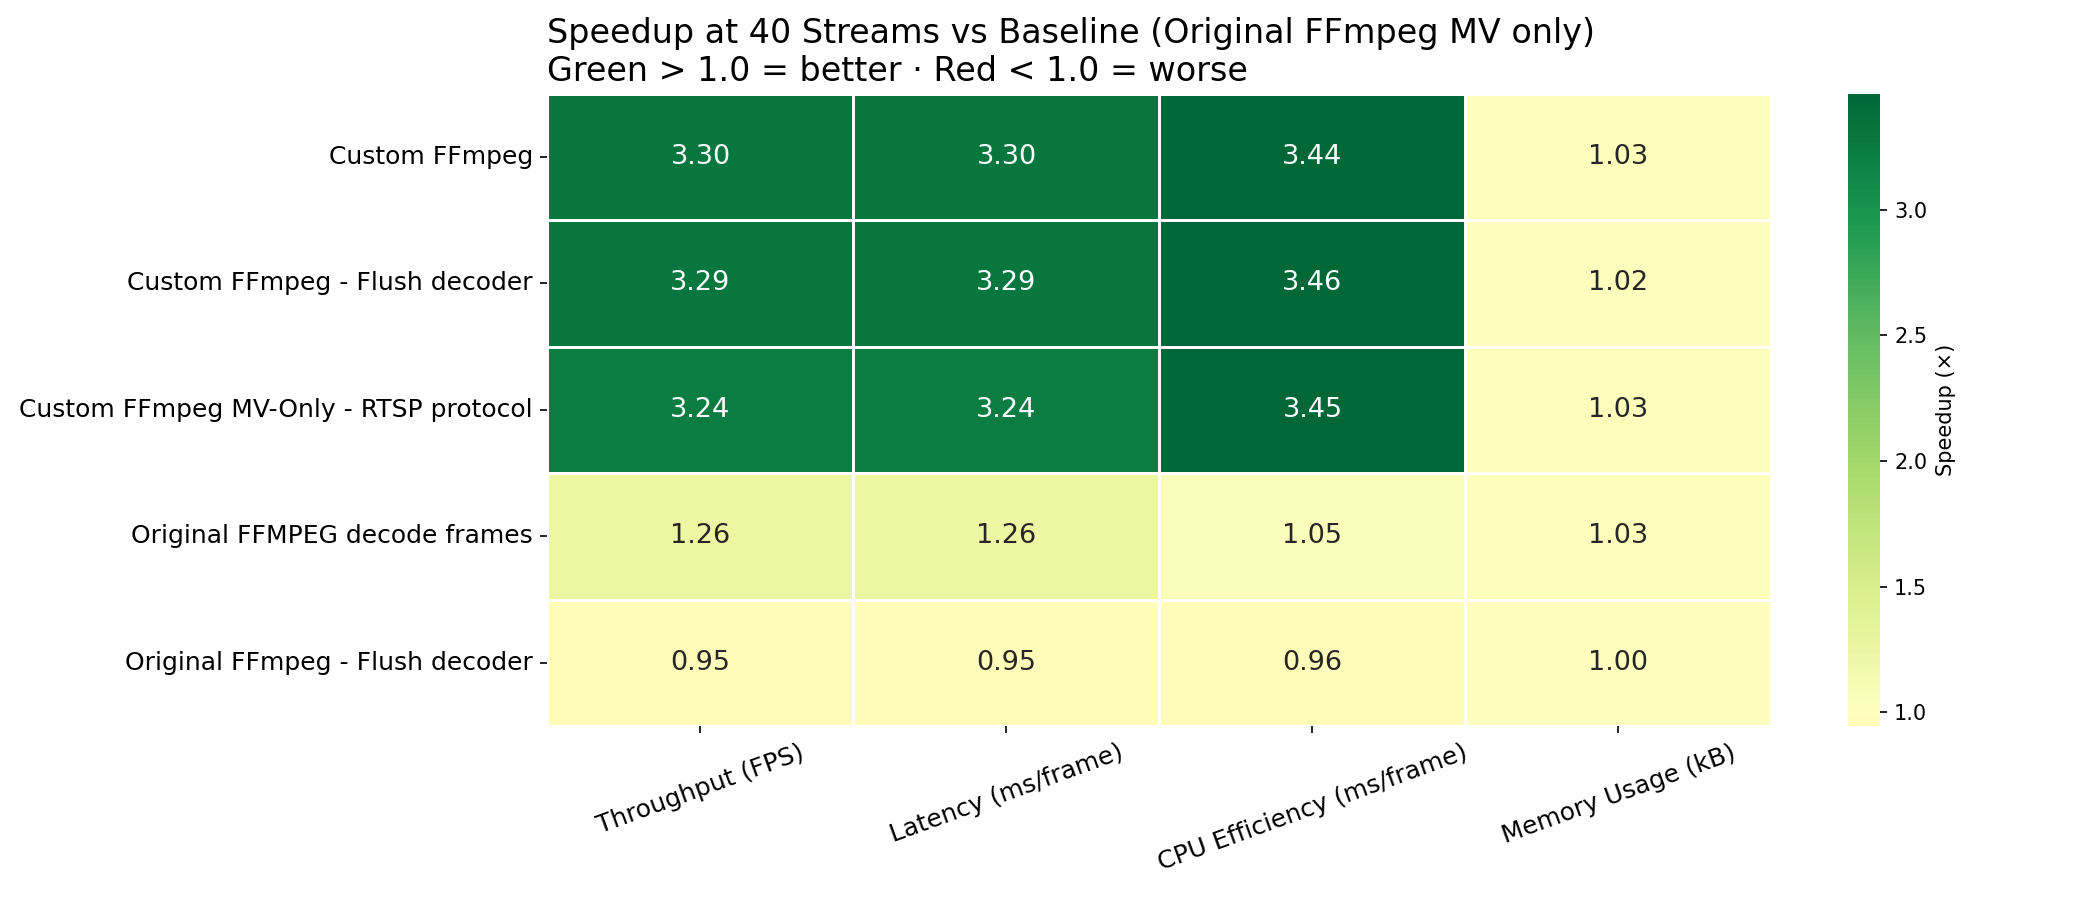 Speedup at 40 Streams vs Baseline (Original FFmpeg MV only)
Green > 1.0 = better · Red < 1.0 = worse
Custom FFmpeg 3.30 3.30 3.44 1.03
Custom FFmpeg - Flush decoder 3.29 3.29 3.46 1.02
Custom FFmpeg MV-Only - RTSP protocol 3.24 3.24 3.45 1.03
Original FFMPEG decode frames 1.26 1.26 1.05 1.03
Original FFmpeg - Flush decoder 0.95 0.95 0.96 1.00
Throughput (FPS)
Latency (ms/frame)
CPU Efficiency (ms/frame)
Memory Usage (kB)
3.0
2.5
2.0
1.5
1.0
Speedup (×)